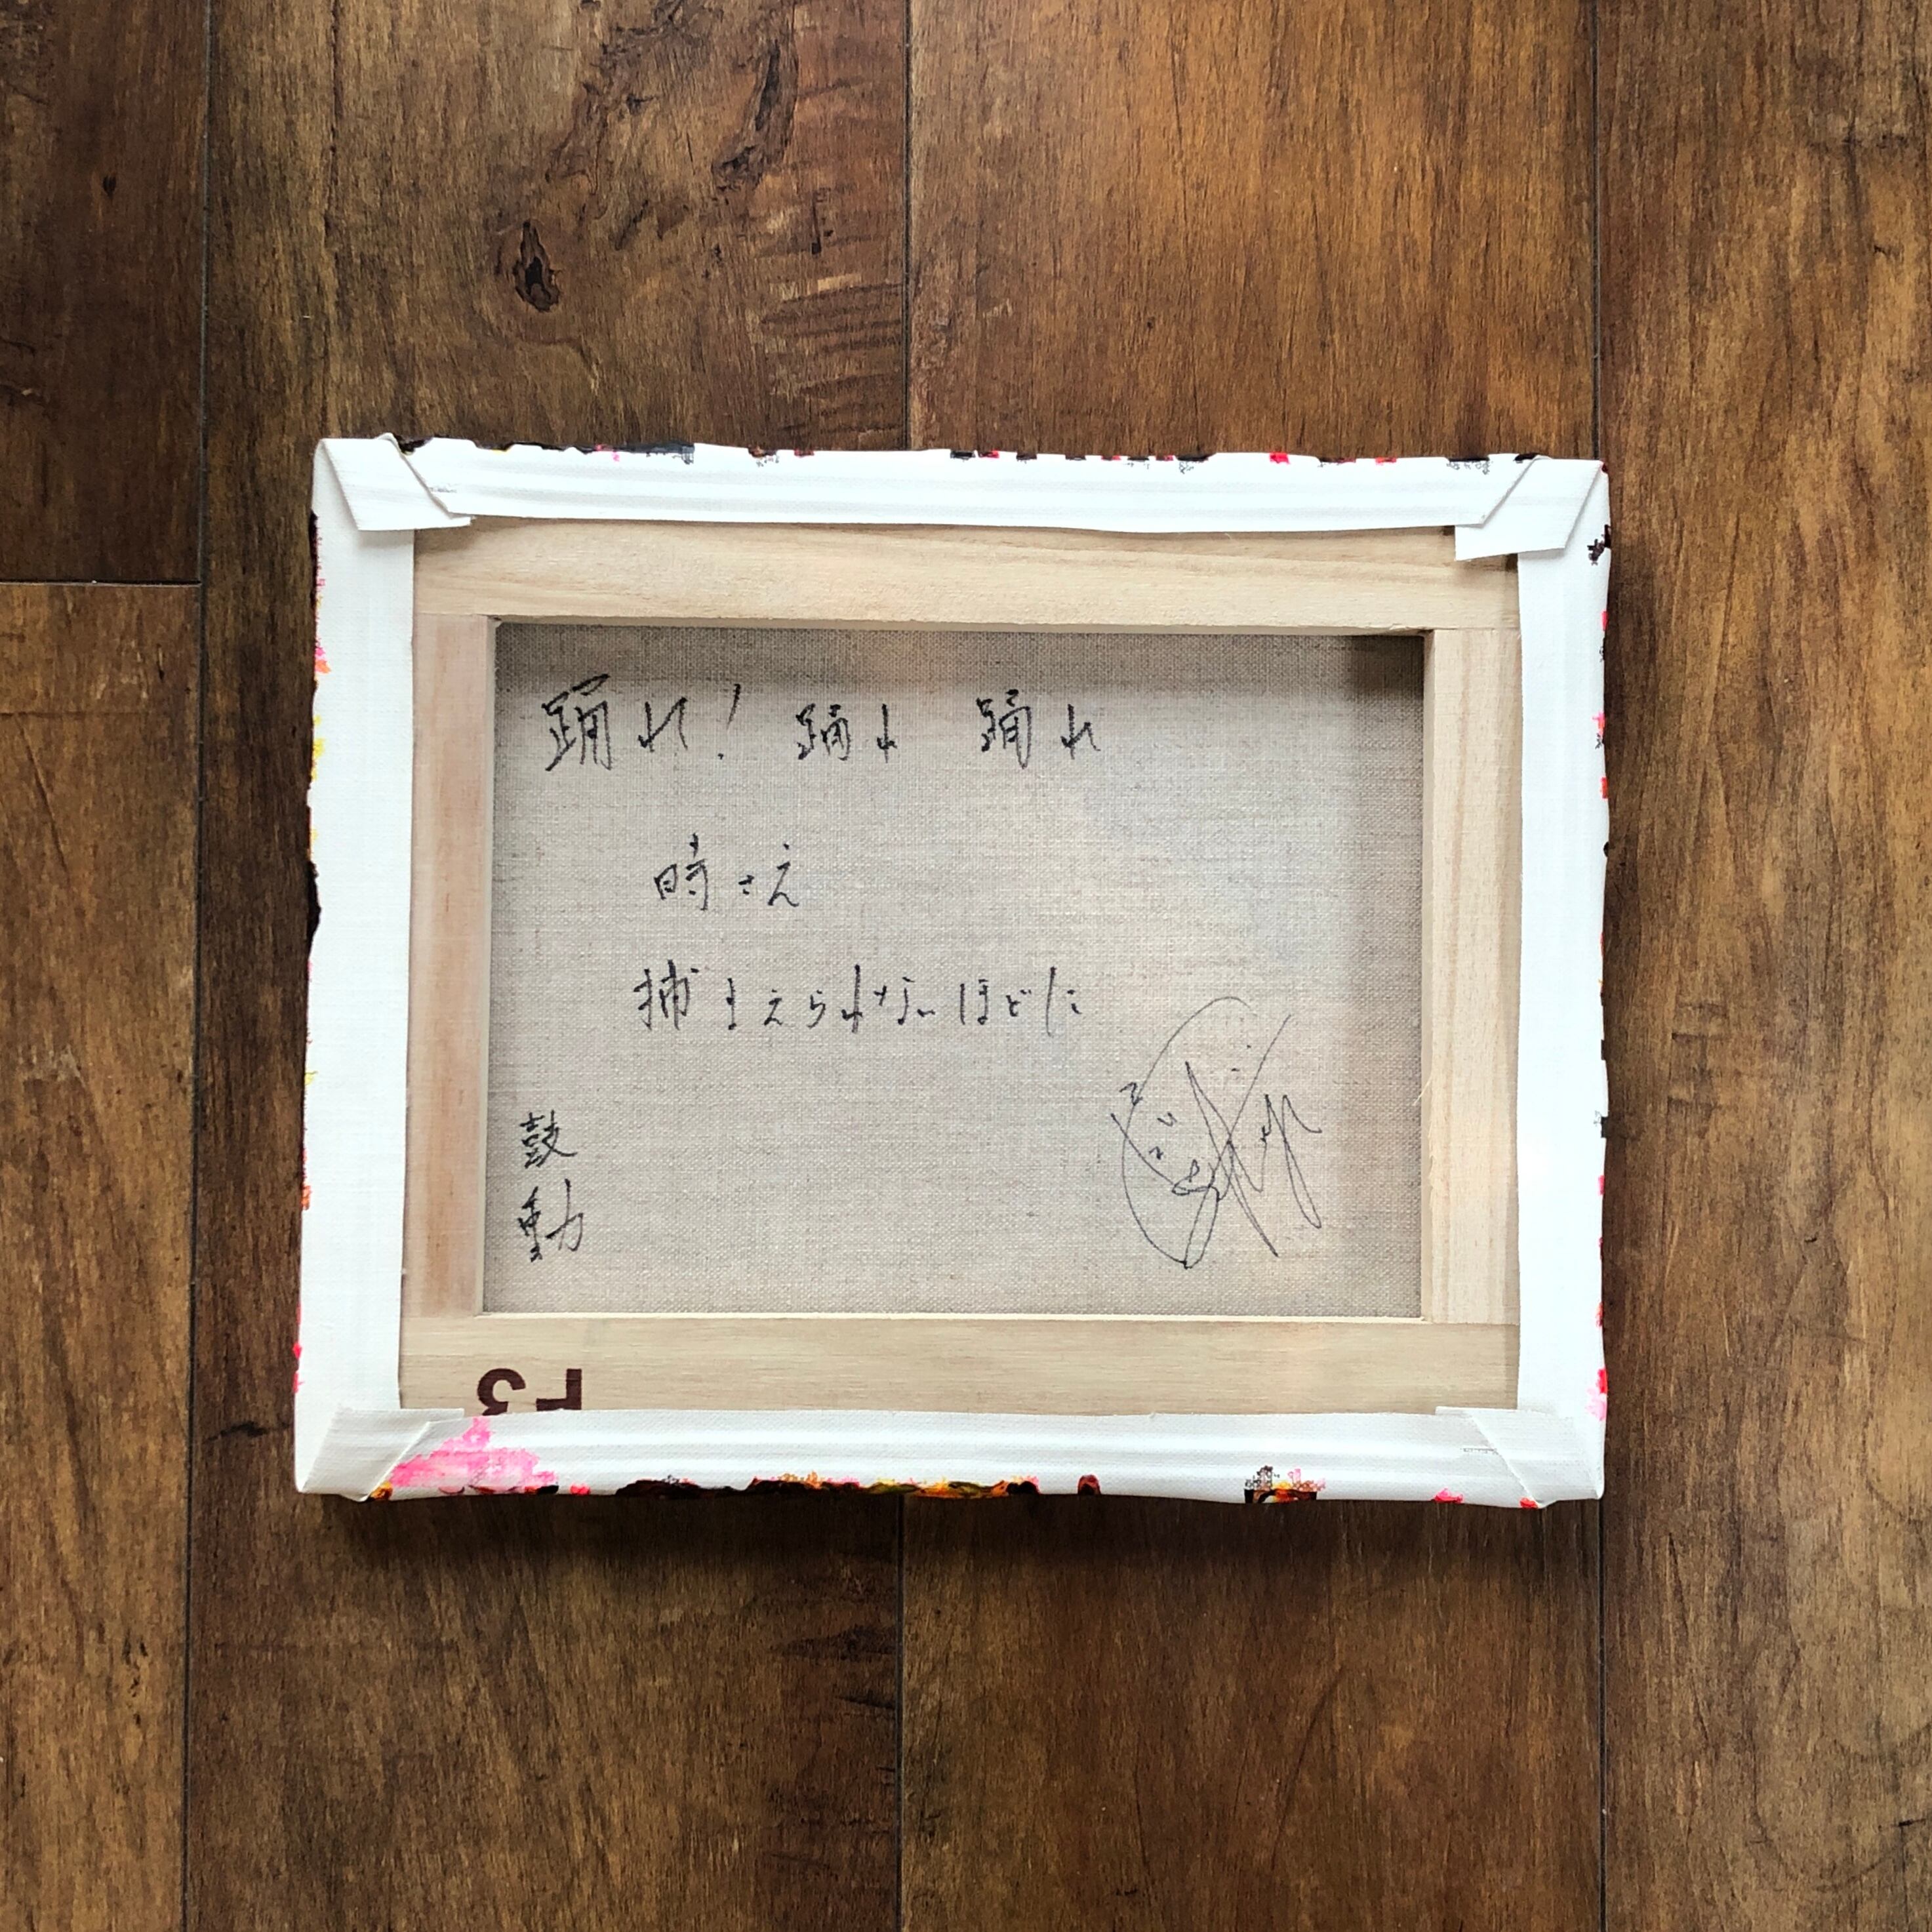 踊れ! 踊れ 踊れ
時さえ
捕まえられないほどに
鼓動
F3